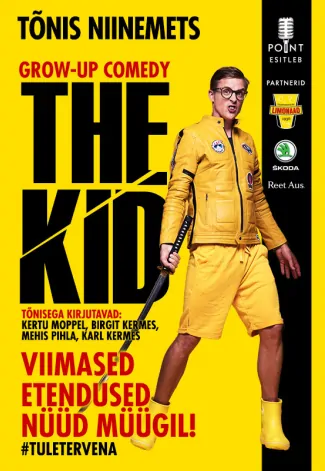 TÕNIS NIINEMETS
GROW-UP COMEDY
THE
KID
TÕNISEGA KIRJUTAVAD:
KERTU MOPPEL, BIRGIT KERMES,
MEHIS PIHLA, KARL KERMES
VIIMASED
ETENDUSED
NÜÜD MÜÜGIL!
#TULETERVENA
POINT
ESITLEB
PARTNERID
LIMONAAD
ŠKODA
Reet Aus